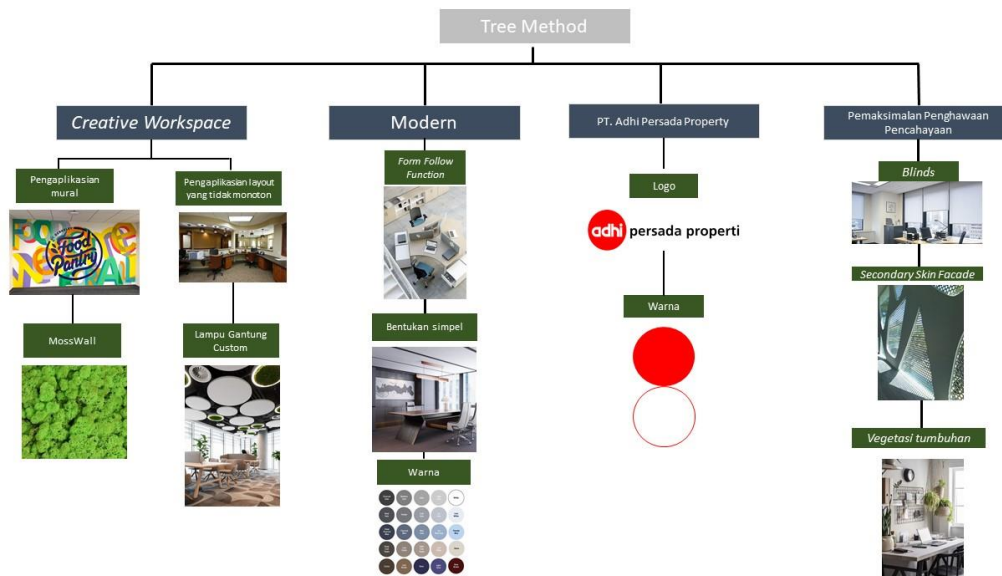 Tree Method
Creative Workspace
Modern
PT. Adhi Persada Property
Pemaksimalan Penghawaan
Pencahayaan
Pengaplikasian
mural
Pengaplikasian layout
yang tidak monoton
Form Follow
Function
Logo
Blinds
Food
Pantry
adhi persada properti
Secondary Skin Facade
MossWall
Lampu Gantung
Custom
Bentukan simpel
Warna
Vegetasi tumbuhan
Warna